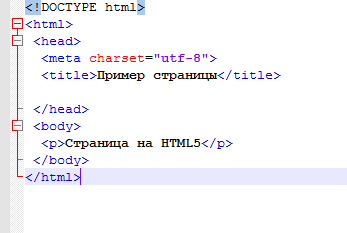 <!DOCTYPE html>
<html>
<head>
<meta charset="utf-8">
<title>Пример страницы</title>
</head>
<body>
<p>Страница на HTML5</p>
</body>
</html>